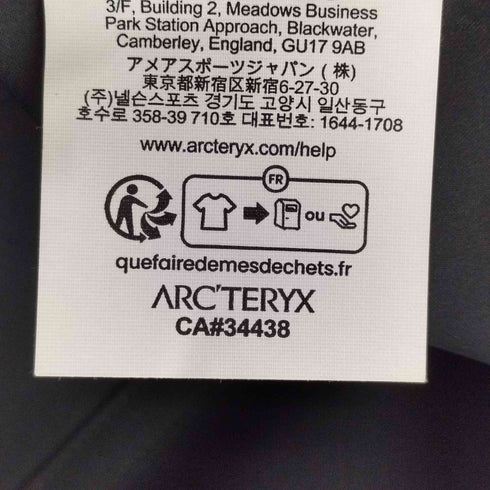 3/F, Building 2, Meadows Business
Park Station Approach, Blackwater,
Camberley, England, GU17 9AB
アメアスポーツジャパン (株)
東京都新宿区新宿6-27-30
(주)넬슨스포츠 경기도 고양시 일산동구
호수로 358-39 710호 대표번호: 1644-1708
www.arcteryx.com/help
FR
ou
quefairedemesdechets.fr
ARC'TERYX
CA#34438